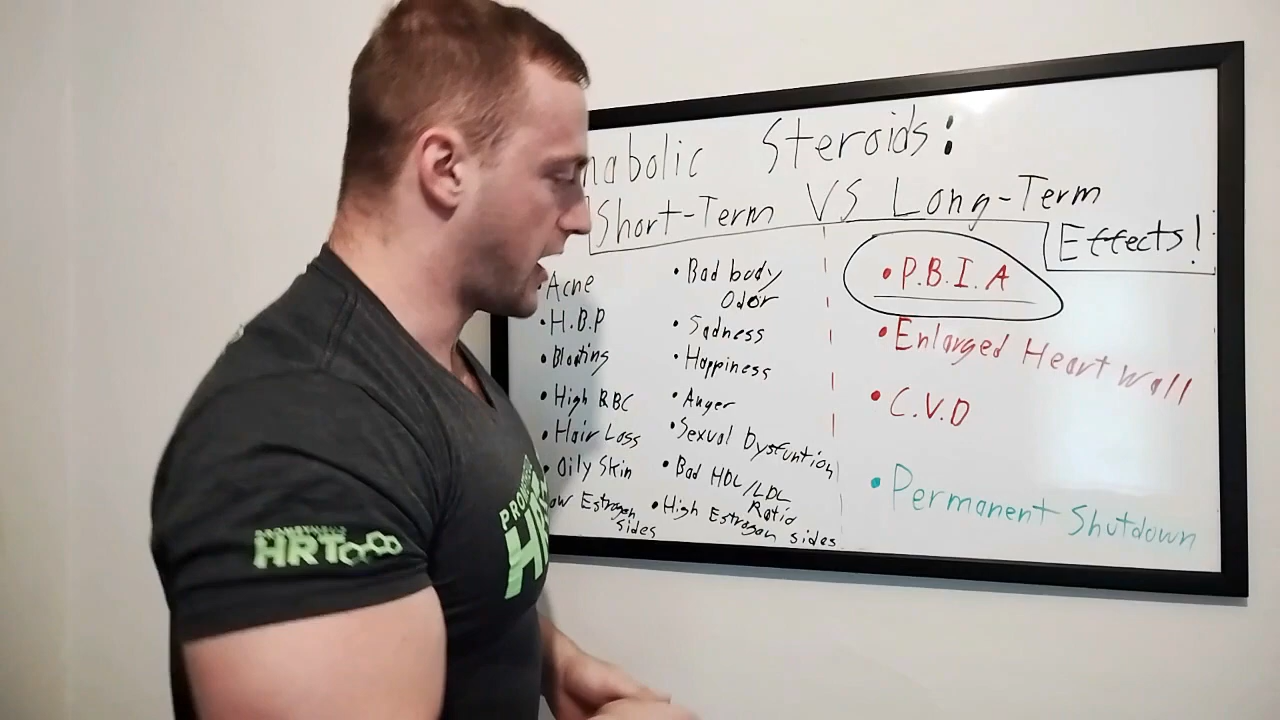 nabolic Steroids:
Short-Term VS Long-Term
Effects!
• Acne
• H.B.P
• Bloating
• High RBC
• Hair Loss
• Oily Skin
ow Estrogen
sides
• Bad body
Odor
• Sadness
• Happiness
• Anger
• Sexual Dysfuntion
• Bad HDL/LDL
Ratio
• High Estrogen sides
• P.B.I.A
• Enlarged Heart Wall
• C.V.D
• Permanent Shutdown
HRT
PRO
H